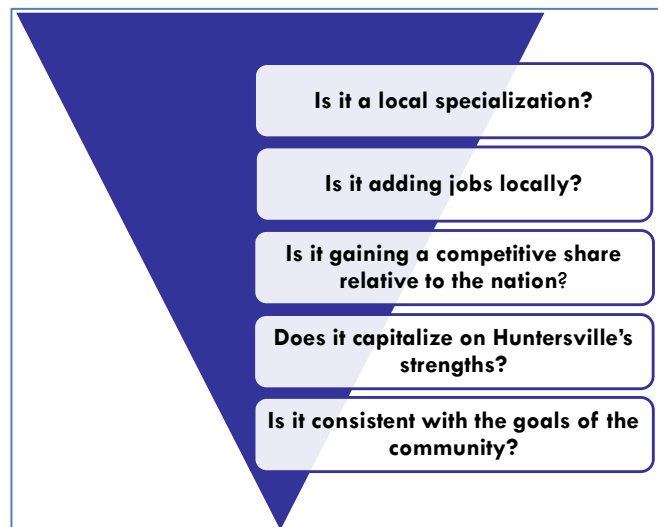 Is it a local specialization?
Is it adding jobs locally?
Is it gaining a competitive share
relative to the nation?
Does it capitalize on Huntersville’s
strengths?
Is it consistent with the goals of the
community?